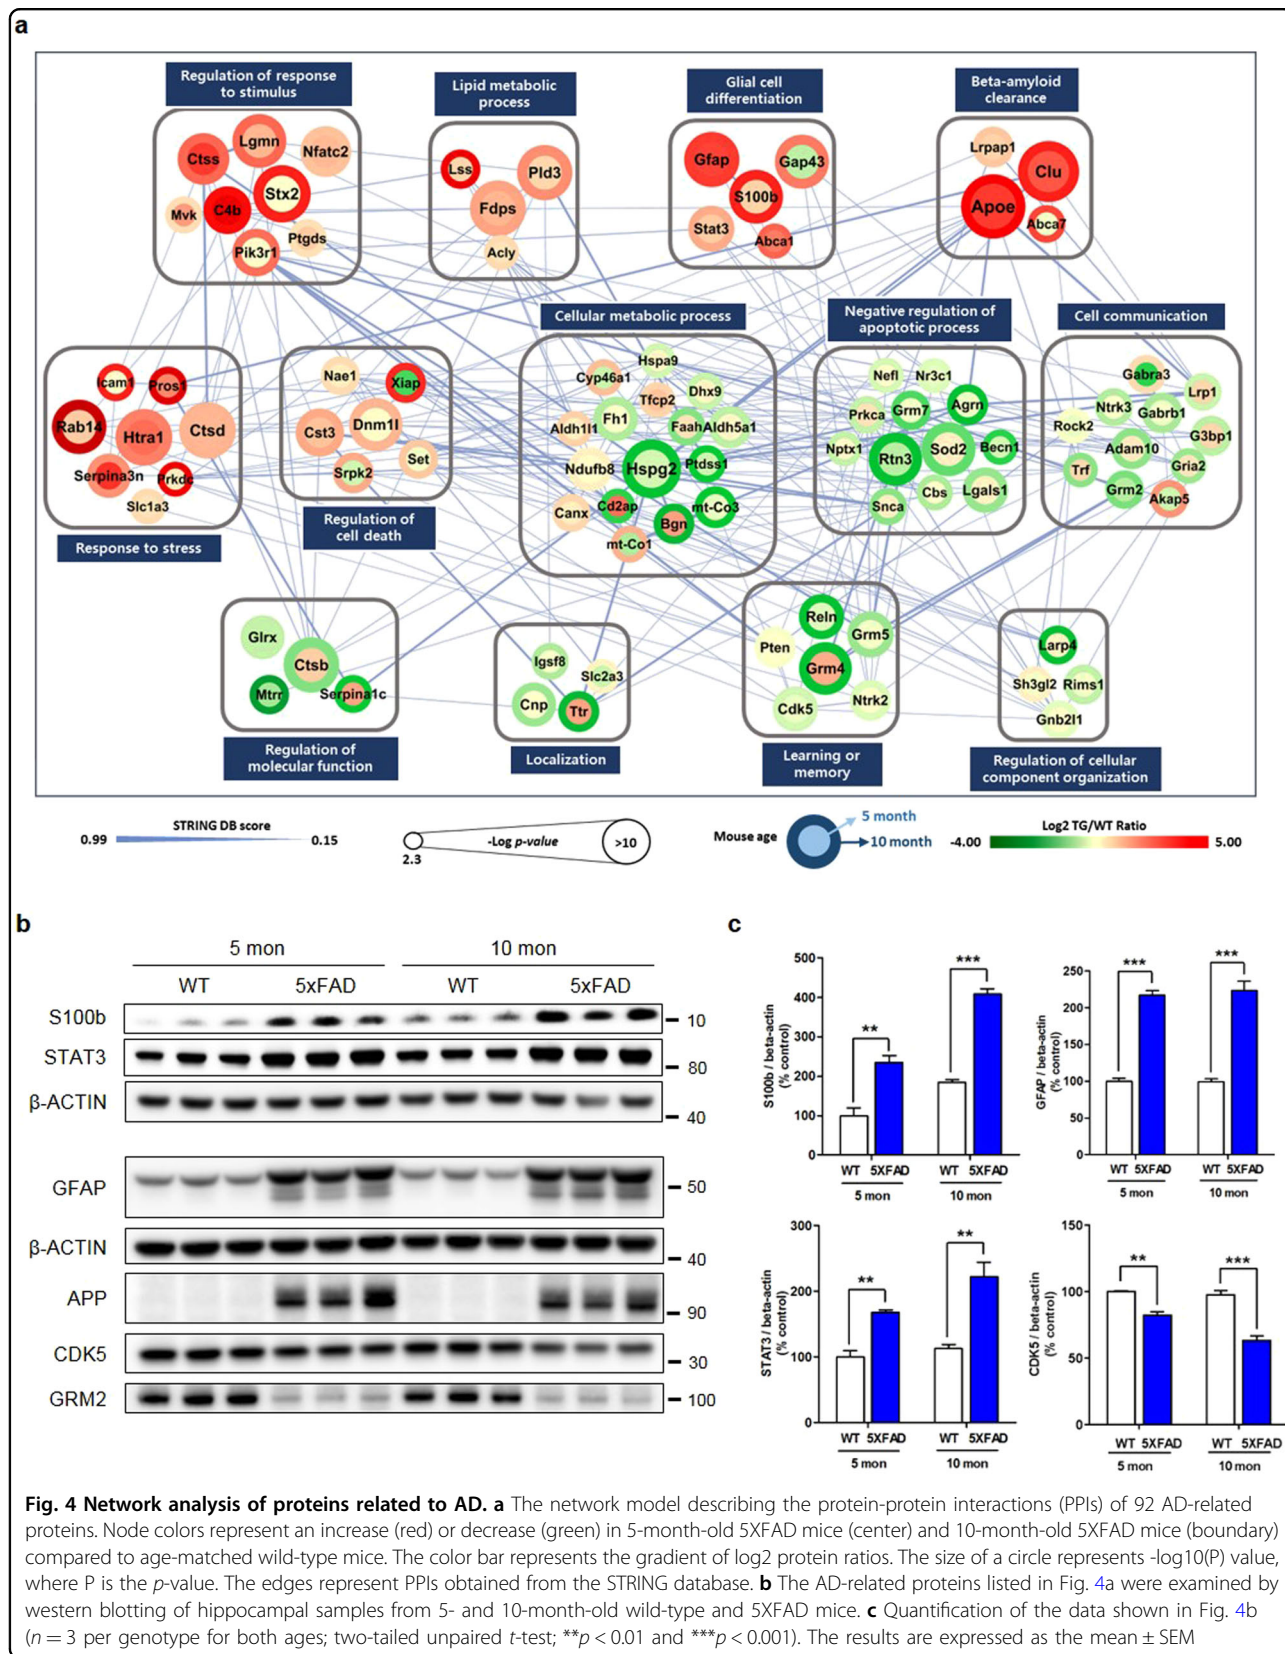 a
Regulation of response
to stimulus
Lipid metabolic
process
Glial cell
differentiation
Beta-amyloid
clearance
Lgmn
Ctss
Nfatc2
Stx2
Mvk
C4b
Ptgds
Pik3r1
Lss
Pld3
Fdps
Acly
Gfap
Gap43
S100b
Stat3
Abca1
Lrpap1
Clu
Apoe
Abca7
Cellular metabolic process
Negative regulation of
apoptotic process
Cell communication
Icam1
Pros1
Rab14
Htra1
Ctsd
Serpina3n
Prkdc
Slc1a3
Response to stress
Nae1
Xiap
Cst3
Dnm1l
Set
Srpk2
Regulation of
cell death
Hspa9
Cyp46a1
Dhx9
Tfcp2
Aldh1l1
Fh1
Faah
Aldh5a1
Ndufb8
Hspg2
Ptdss1
Canx
Cd2ap
mt-Co3
Bgn
mt-Co1
Nefl
Nr3c1
Prkca
Grm7
Agrn
Nptx1
Rtn3
Sod2
Becn1
Snca
Cbs
Lgals1
Gabra3
Lrp1
Ntrk3
Gabrb1
Rock2
G3bp1
Adam10
Trf
Gria2
Grm2
Akap5
Glrx
Ctsb
Mtrr
Serpina1c
Regulation of
molecular function
Igsf8
Slc2a3
Cnp
Ttr
Localization
Reln
Pten
Grm5
Grm4
Cdk5
Ntrk2
Learning or
memory
Larp4
Sh3gl2
Rims1
Gnb2l1
Regulation of cellular
component organization
STRING DB score
0.99
0.15
-Log p-value
2.3
>10
Mouse age
5 month
10 month
Log2 TG/WT Ratio
-4.00
5.00
b
5 mon
10 mon
WT
5xFAD
WT
5xFAD
S100b
10
STAT3
80
β-ACTIN
40
GFAP
50
β-ACTIN
40
APP
90
CDK5
30
GRM2
100
c
S100b / beta-actin
(% control)
500
400
300
200
100
0
**
***
WT 5XFAD
WT 5XFAD
5 mon
10 mon
GFAP / beta-actin
(% control)
250
200
150
100
50
0
***
***
WT 5XFAD
WT 5XFAD
5 mon
10 mon
STAT3 / beta-actin
(% control)
300
200
100
0
**
**
WT 5XFAD
WT 5XFAD
5 mon
10 mon
CDK5 / beta-actin
(% control)
150
100
50
0
**
***
WT 5XFAD
WT 5XFAD
5 mon
10 mon
Fig. 4 Network analysis of proteins related to AD. a The network model describing the protein-protein interactions (PPIs) of 92 AD-related
proteins. Node colors represent an increase (red) or decrease (green) in 5-month-old 5XFAD mice (center) and 10-month-old 5XFAD mice (boundary)
compared to age-matched wild-type mice. The color bar represents the gradient of log2 protein ratios. The size of a circle represents -log10(P) value,
where P is the p-value. The edges represent PPIs obtained from the STRING database. b The AD-related proteins listed in Fig. 4a were examined by
western blotting of hippocampal samples from 5- and 10-month-old wild-type and 5XFAD mice. c Quantification of the data shown in Fig. 4b
(n = 3 per genotype for both ages; two-tailed unpaired t-test; **p < 0.01 and ***p < 0.001). The results are expressed as the mean ± SEM